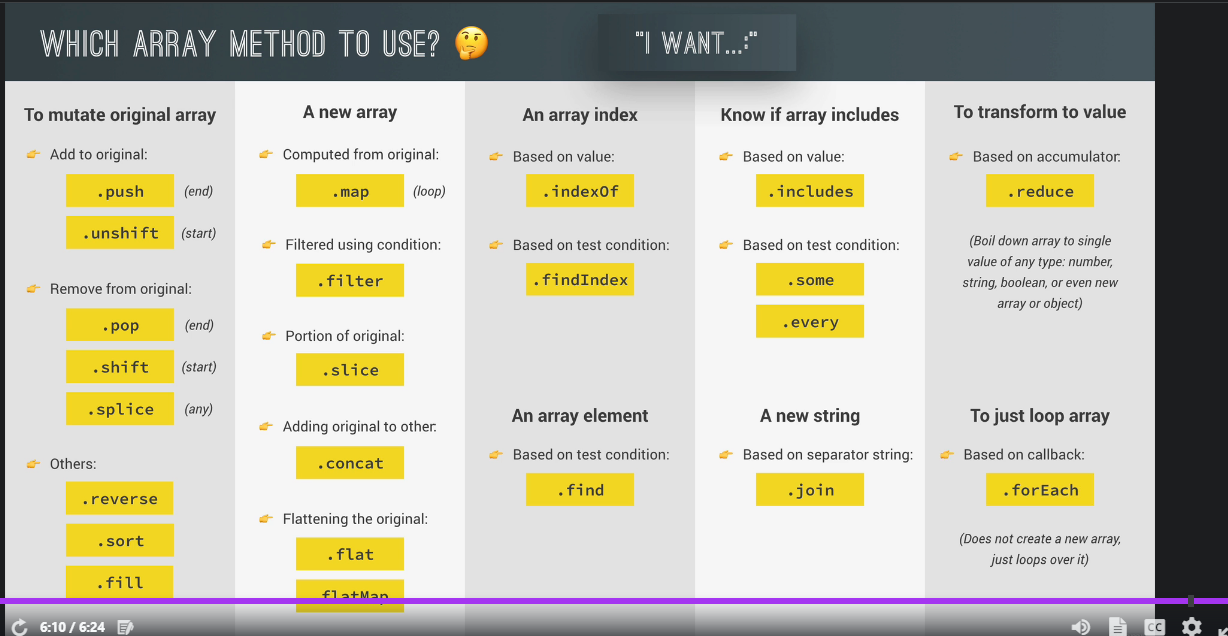 WHICH ARRAY METHOD TO USE? 🤔
"I WANT...:"
To mutate original array
👉 Add to original:
.push (end)
.unshift (start)
👉 Remove from original:
.pop (end)
.shift (start)
.splice (any)
👉 Others:
.reverse
.sort
.fill
A new array
👉 Computed from original:
.map (loop)
👉 Filtered using condition:
.filter
👉 Portion of original:
.slice
👉 Adding original to other:
.concat
👉 Flattening the original:
.flat
.flatMap
An array index
👉 Based on value:
.indexOf
👉 Based on test condition:
.findIndex
An array element
👉 Based on test condition:
.find
Know if array includes
👉 Based on value:
.includes
👉 Based on test condition:
.some
.every
A new string
👉 Based on separator string:
.join
To transform to value
👉 Based on accumulator:
.reduce
(Boil down array to single
value of any type: number,
string, boolean, or even new
array or object)
To just loop array
👉 Based on callback:
.forEach
(Does not create a new array,
just loops over it)
6:10 / 6:24
CC